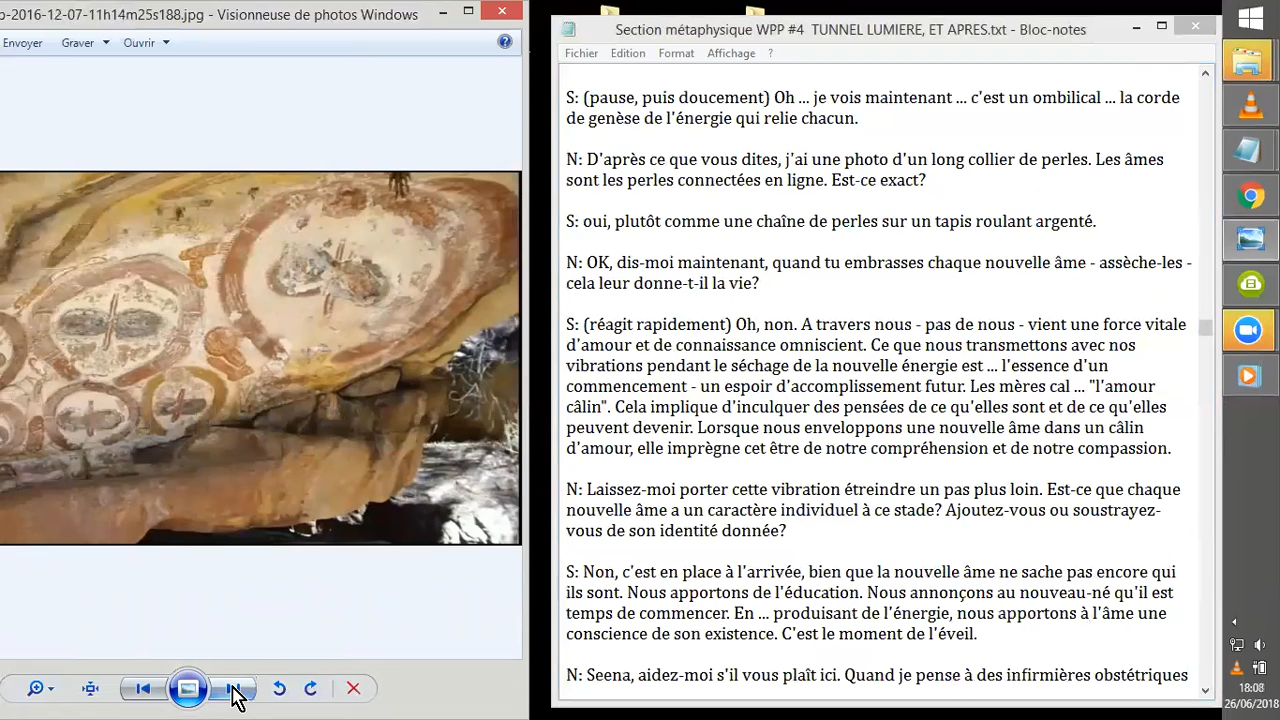 o-2016-2-07-11h14m25s188.jpg - Visionneuse de photos Windows
Envoyer Graver Ouvrir
Section métaphysique WPP #4 TUNNEL LUMIERE, ET APRES.txt - Bloc-notes
Fichier Edition Format Affichage ?
S: (pause, puis doucement) Oh ... je vois maintenant ... c'est un ombilical ... la corde
de genèse de l'énergie qui relie chacun.
N: D'après ce que vous dites, j'ai une photo d'un long collier de perles. Les âmes
sont les perles connectées en ligne. Est-ce exact?
S: oui, plutôt comme une chaîne de perles sur un tapis roulant argenté.
N: OK, dis-moi maintenant, quand tu embrasses chaque nouvelle âme - assèche-les -
cela leur donne-t-il la vie?
S: (réagit rapidement) Oh, non. A travers nous - pas de nous - vient une force vitale
d'amour et de connaissance omniscient. Ce que nous transmettons avec nos
vibrations pendant le séchage de la nouvelle énergie est ... l'essence d'un
commencement - un espoir d'accomplissement futur. Les mères cal ... "l'amour
câlin". Cela implique d'inculquer des pensées de ce qu'elles sont et de ce qu'elles
peuvent devenir. Lorsque nous enveloppons une nouvelle âme dans un câlin
d'amour, elle imprègne cet être de notre compréhension et de notre compassion.
N: Laissez-moi porter cette vibration étreindre un pas plus loin. Est-ce que chaque
nouvelle âme a un caractère individuel à ce stade? Ajoutez-vous ou soustrayez-
vous de son identité donnée?
S: Non, c'est en place à l'arrivée, bien que la nouvelle âme ne sache pas encore qui
ils sont. Nous apportons de l'éducation. Nous annonçons au nouveau-né qu'il est
temps de commencer. En ... produisant de l'énergie, nous apportons à l'âme une
conscience de son existence. C'est le moment de l'éveil.
N: Seena, aidez-moi s'il vous plaît ici. Quand je pense à des infirmières obstétriques
18:08
26/06/2018